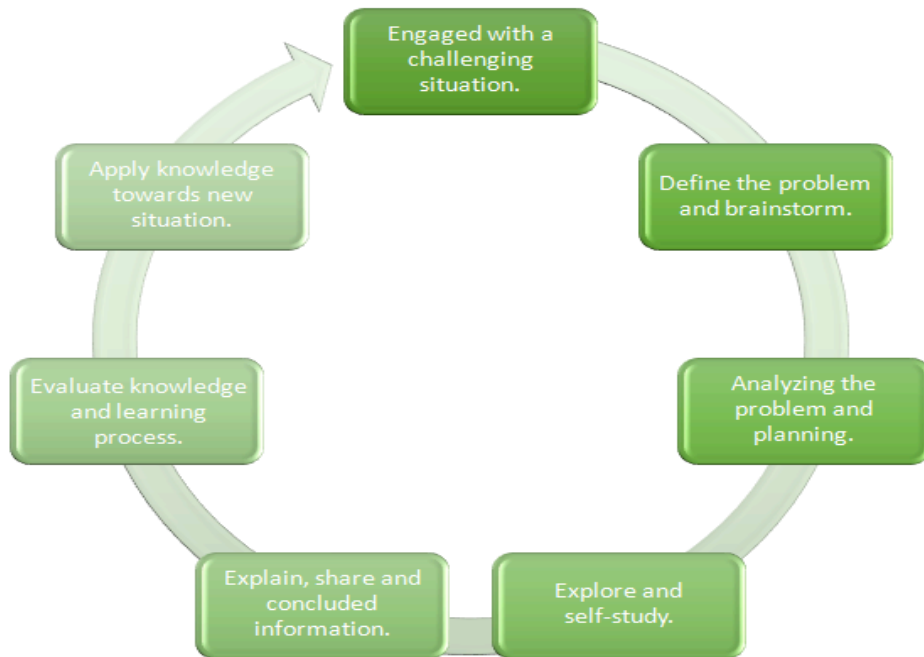 Engaged with a
challenging
situation.
Define the problem
and brainstorm.
Analyzing the
problem and
planning.
Explore and
self-study.
Explain, share and
concluded
information.
Evaluate knowledge
and learning
process.
Apply knowledge
towards new
situation.